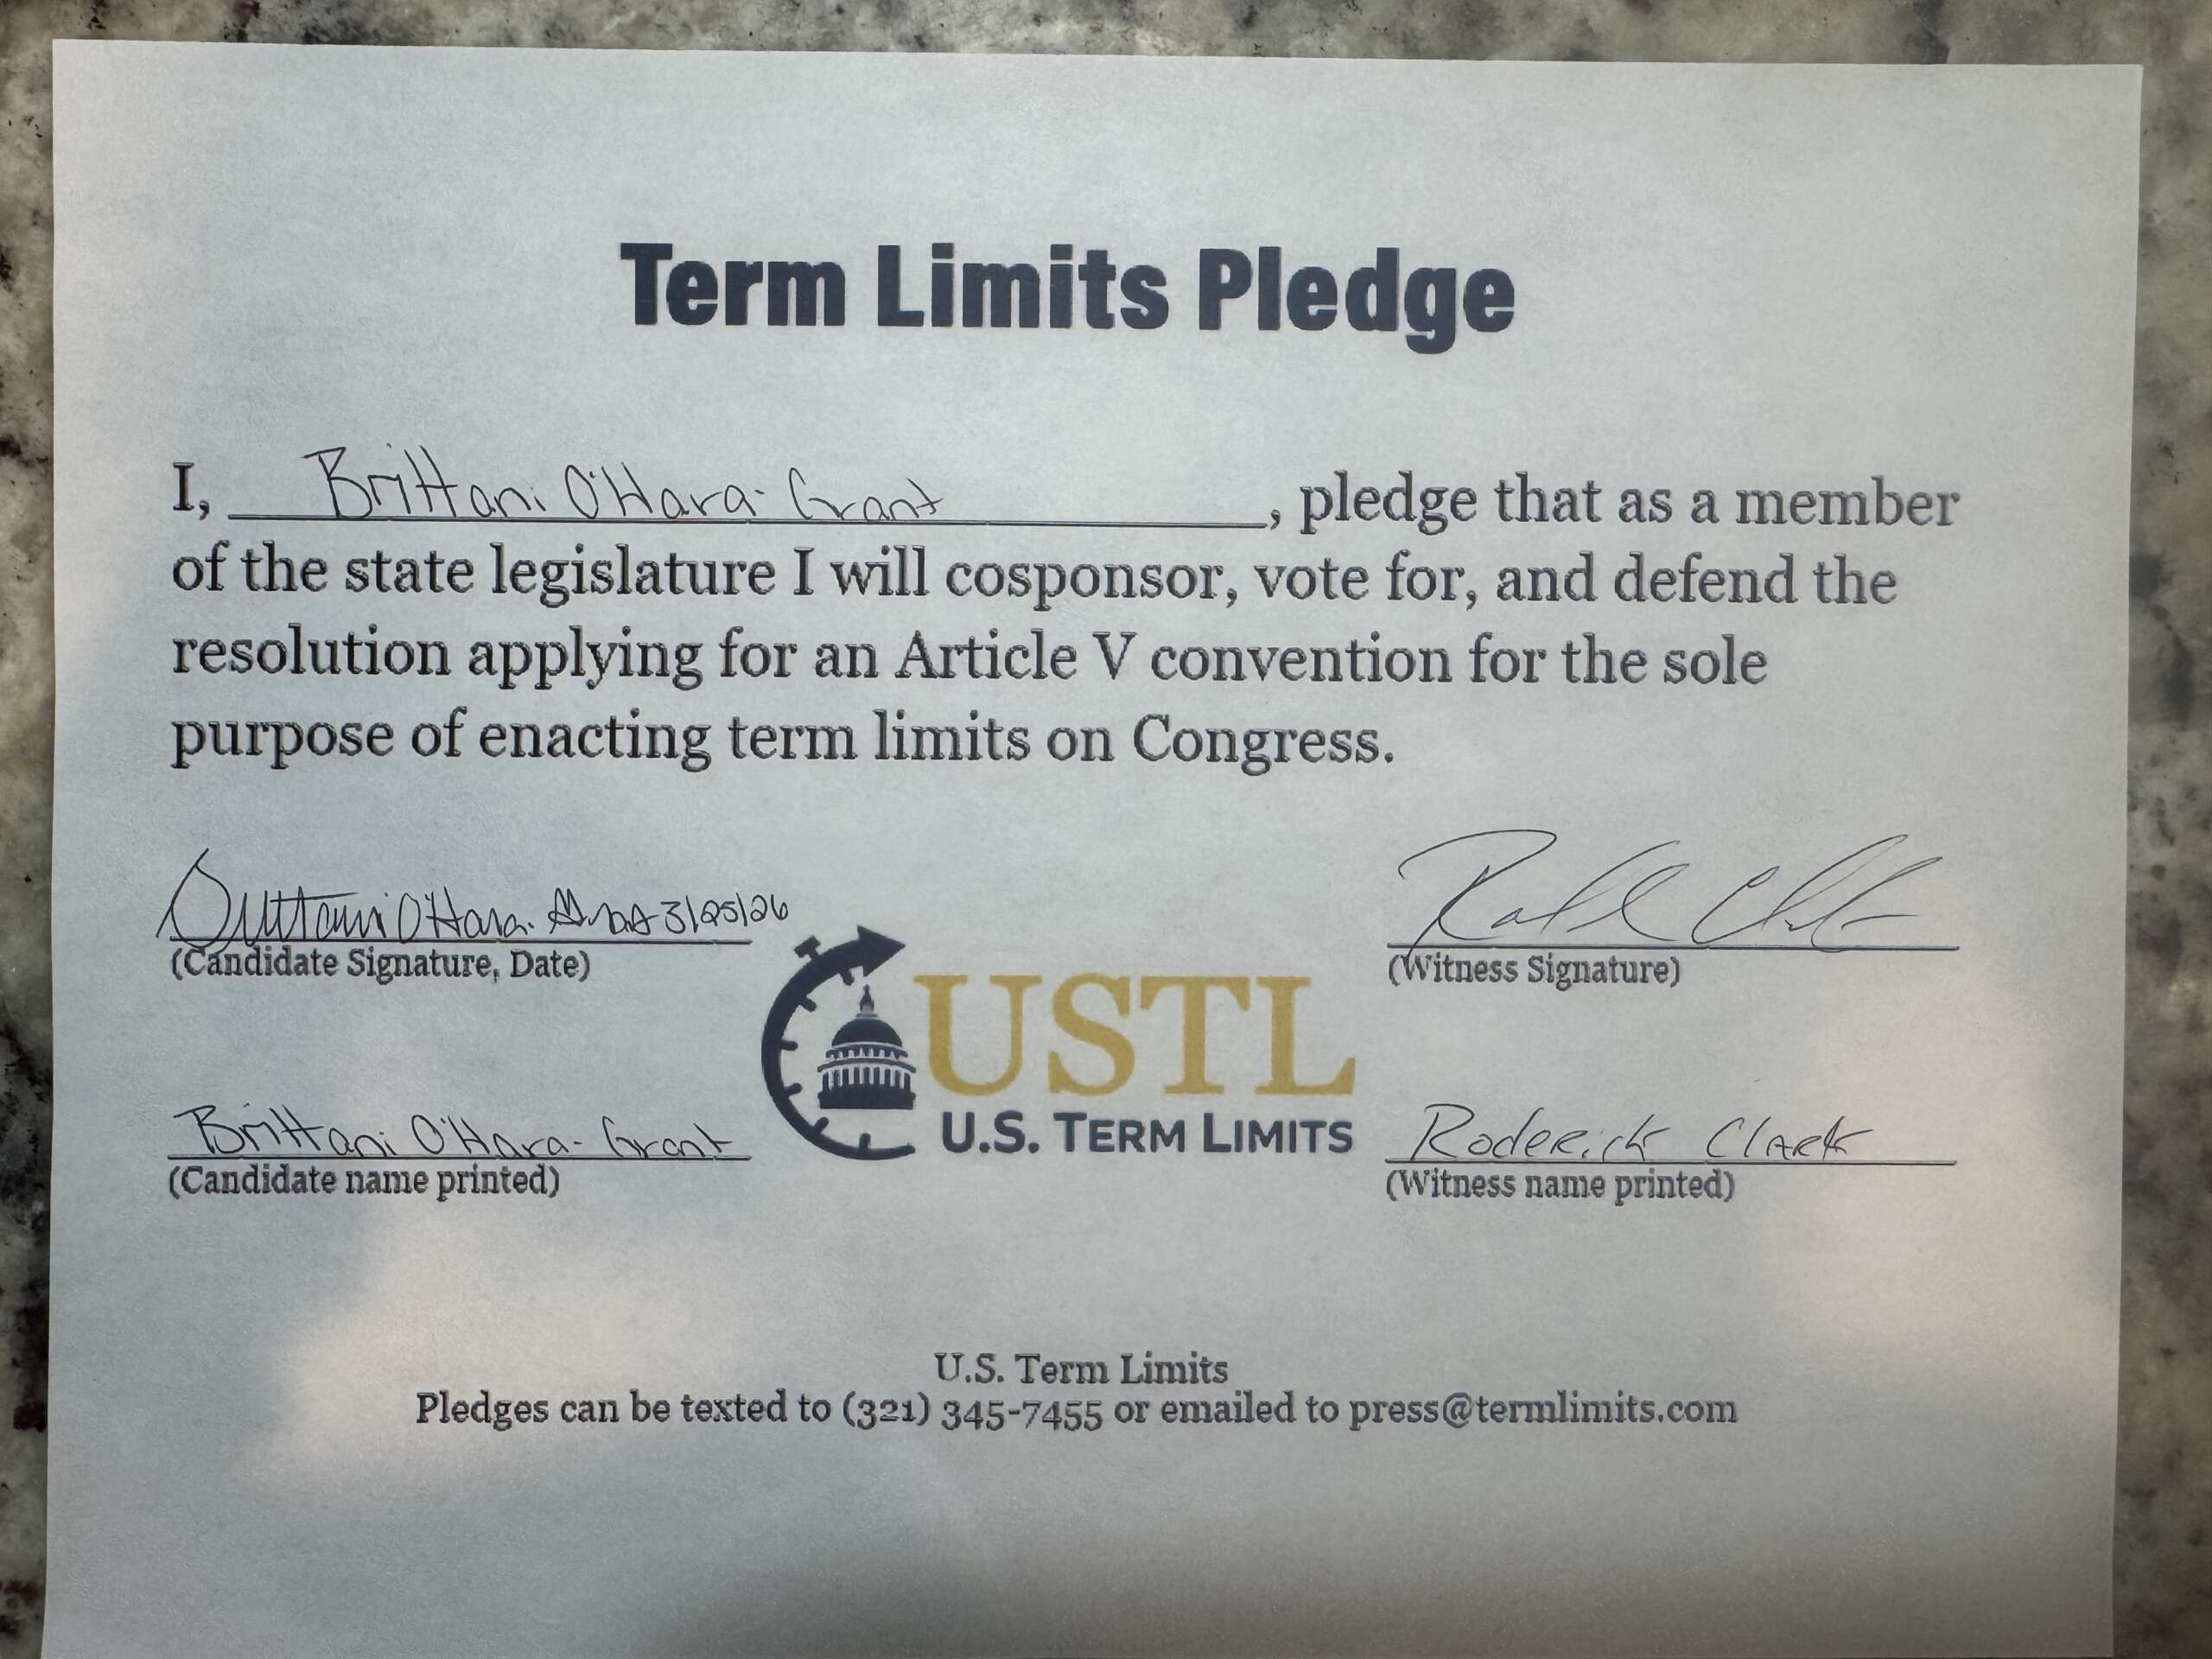 Term Limits Pledge
I, Brittani O'Hara-Grant, pledge that as a member
of the state legislature I will cosponsor, vote for, and defend the
resolution applying for an Article V convention for the sole
purpose of enacting term limits on Congress.
Brittani O'Hara-Grant 3/25/26
(Candidate Signature, Date)
(Witness Signature)
USTL
U.S. TERM LIMITS
Brittani O'Hara-Grant
(Candidate name printed)
Roderick Clark
(Witness name printed)
U.S. Term Limits
Pledges can be texted to (321) 345-7455 or emailed to press@termlimits.com